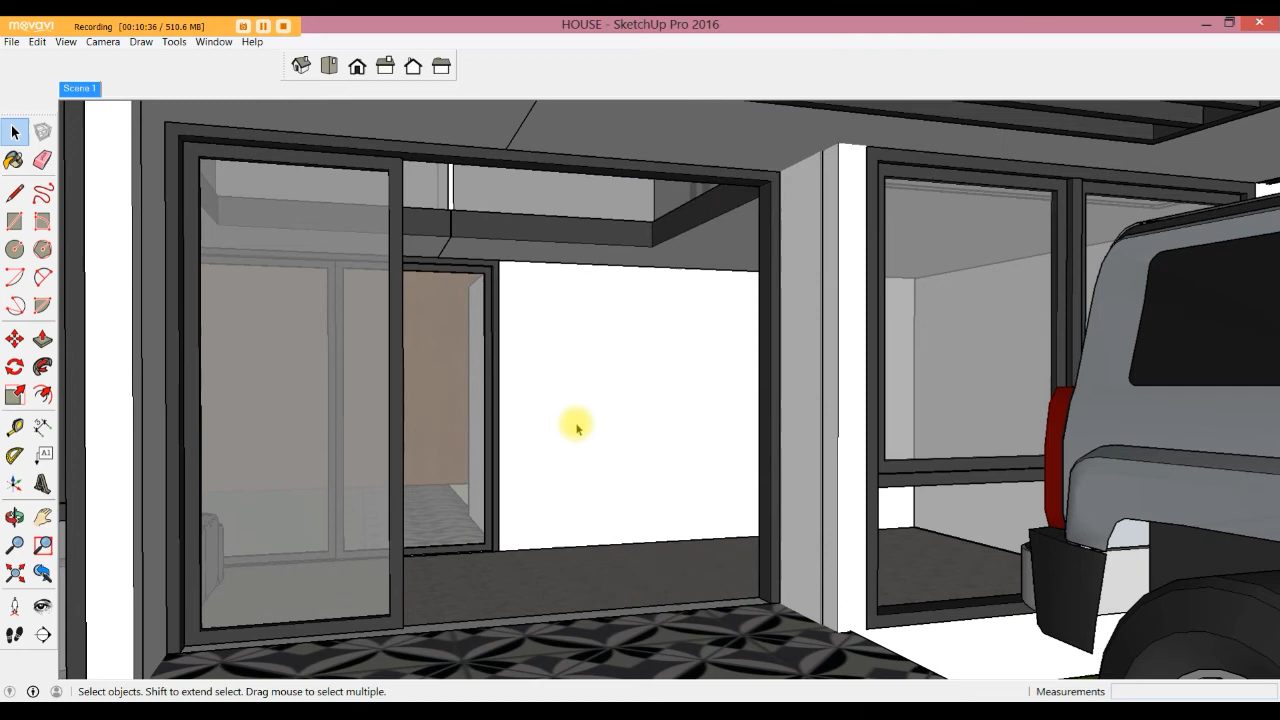 movavi
Recording [00:10:36 / 510.6 MB]
HOUSE - SketchUp Pro 2016
File Edit View Camera Draw Tools Window Help
Scene 1
A1
Select objects. Shift to extend select. Drag mouse to select multiple.
Measurements